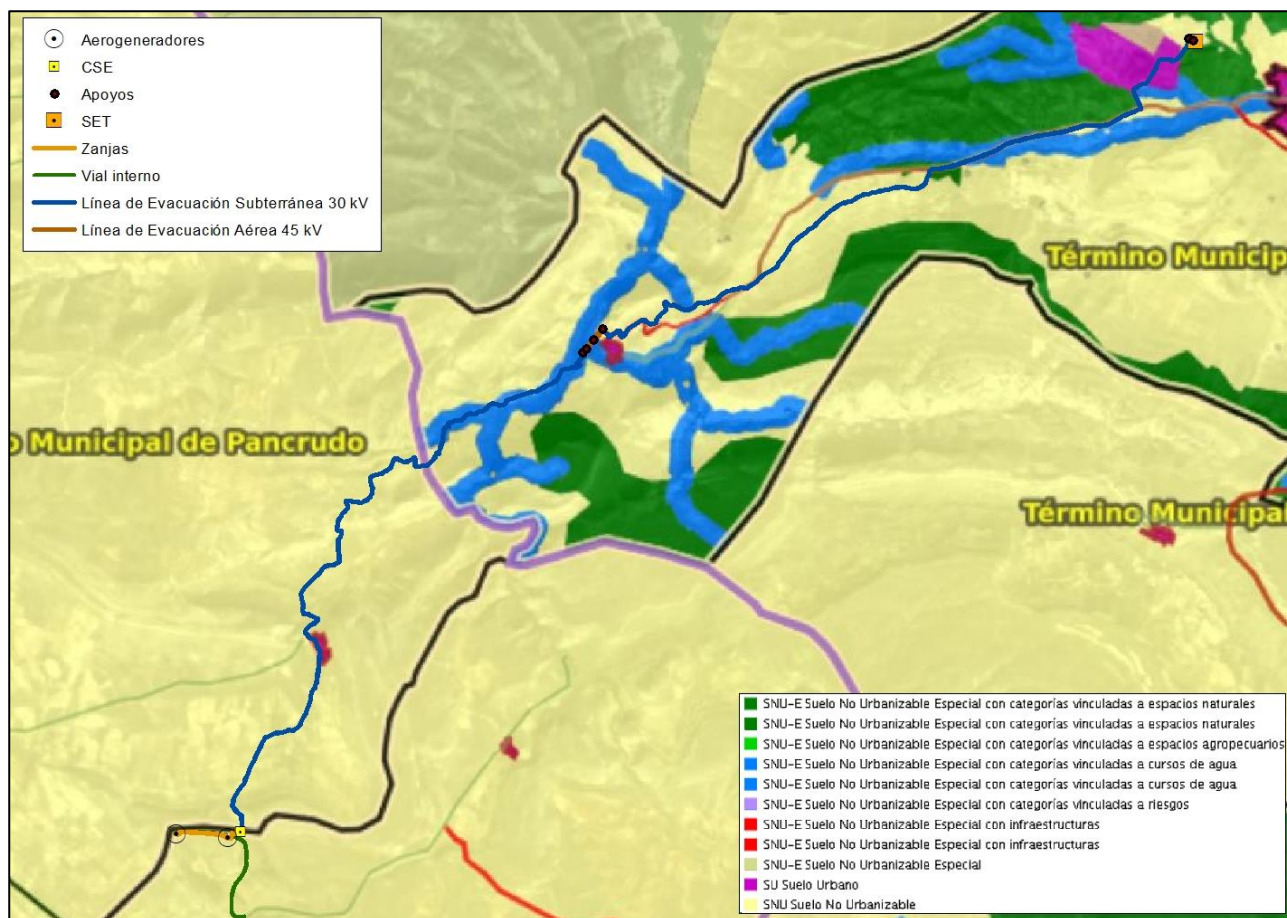 Aerogeneradores
CSE
Apoyos
SET
Zanjas
Vial interno
Línea de Evacuación Subterránea 30 kV
Línea de Evacuación Aérea 45 kV
Término Municip
o Municipal de Pancrudo
Término Municipal
SNU-E Suelo No Urbanizable Especial con categorías vinculadas a espacios naturales
SNU-E Suelo No Urbanizable Especial con categorías vinculadas a espacios naturales
SNU-E Suelo No Urbanizable Especial con categorías vinculadas a espacios agropecuarios
SNU-E Suelo No Urbanizable Especial con categorías vinculadas a cursos de agua
SNU-E Suelo No Urbanizable Especial con categorías vinculadas a cursos de agua
SNU-E Suelo No Urbanizable Especial con categorías vinculadas a riesgos
SNU-E Suelo No Urbanizable Especial con infraestructuras
SNU-E Suelo No Urbanizable Especial con infraestructuras
SNU-E Suelo No Urbanizable Especial
SU Suelo Urbano
SNU Suelo No Urbanizable